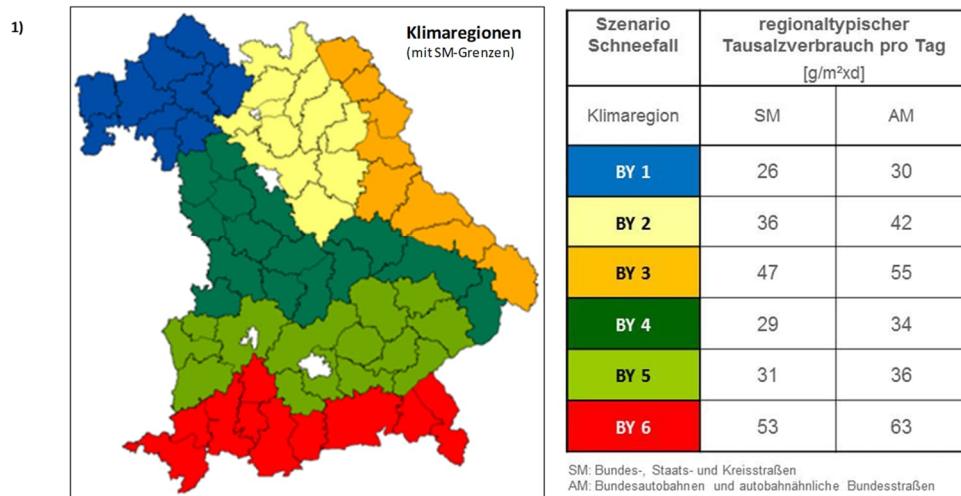 1)
Klimaregionen
(mit SM-Grenzen)
Szenario
Schneefall
regionaltypischer
Tausalzverbrauch pro Tag
[g/m²xd]
Klimaregion SM AM
BY 1 26 30
BY 2 36 42
BY 3 47 55
BY 4 29 34
BY 5 31 36
BY 6 53 63
SM: Bundes-, Staats- und Kreisstraßen
AM: Bundesautobahnen und autobahnähnliche Bundesstraßen